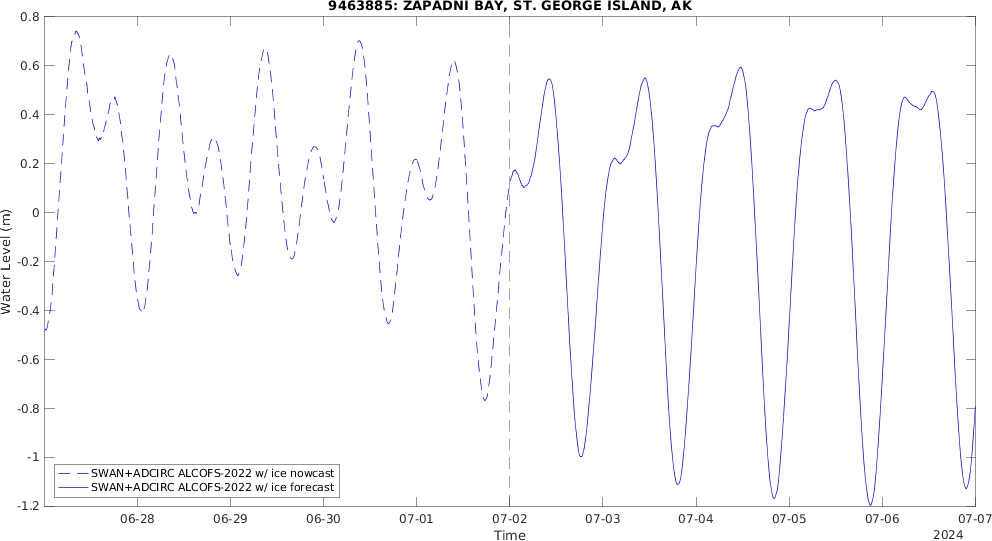 9463885: ZAPADNI BAY, ST. GEORGE ISLAND, AK
0.8
0.6
0.4
0.2
0
-0.2
-0.4
-0.6
-0.8
-1
-1.2
Water Level (m)
SWAN+ADCIRC ALCOFS-2022 w/ ice nowcast
SWAN+ADCIRC ALCOFS-2022 w/ ice forecast
06-28 06-29 06-30 07-01 07-02 07-03 07-04 07-05 07-06 07-07
Time
2024